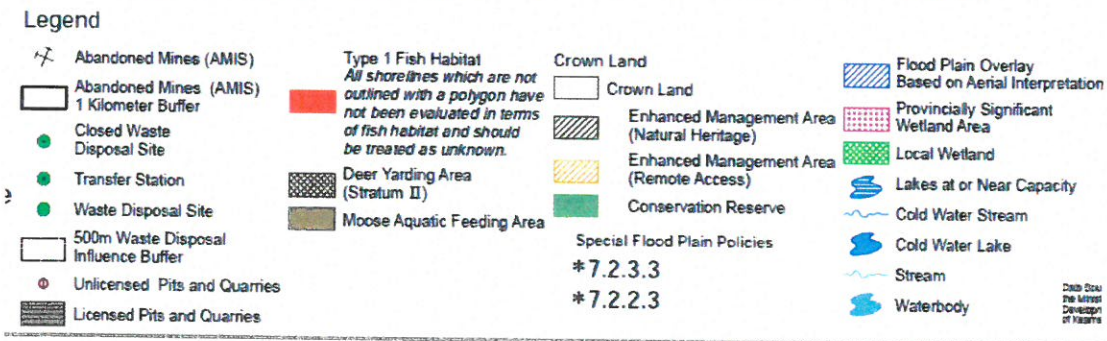 Legend
Abandoned Mines (AMIS)
Abandoned Mines (AMIS)
1 Kilometer Buffer
Closed Waste
Disposal Site
Transfer Station
Waste Disposal Site
500m Waste Disposal
Influence Buffer
Unlicensed Pits and Quarries
Licensed Pits and Quarries
Type 1 Fish Habitat
All shorelines which are not
outlined with a polygon have
not been evaluated in terms
of fish habitat and should
be treated as unknown.
Deer Yarding Area
(Stratum II)
Moose Aquatic Feeding Area
Crown Land
Crown Land
Enhanced Management Area
(Natural Heritage)
Enhanced Management Area
(Remote Access)
Conservation Reserve
Special Flood Plain Policies
*7.2.3.3
*7.2.2.3
Flood Plain Overlay
Based on Aerial Interpretation
Provincially Significant
Wetland Area
Local Wetland
Lakes at or Near Capacity
Cold Water Stream
Cold Water Lake
Stream
Waterbody
the
of